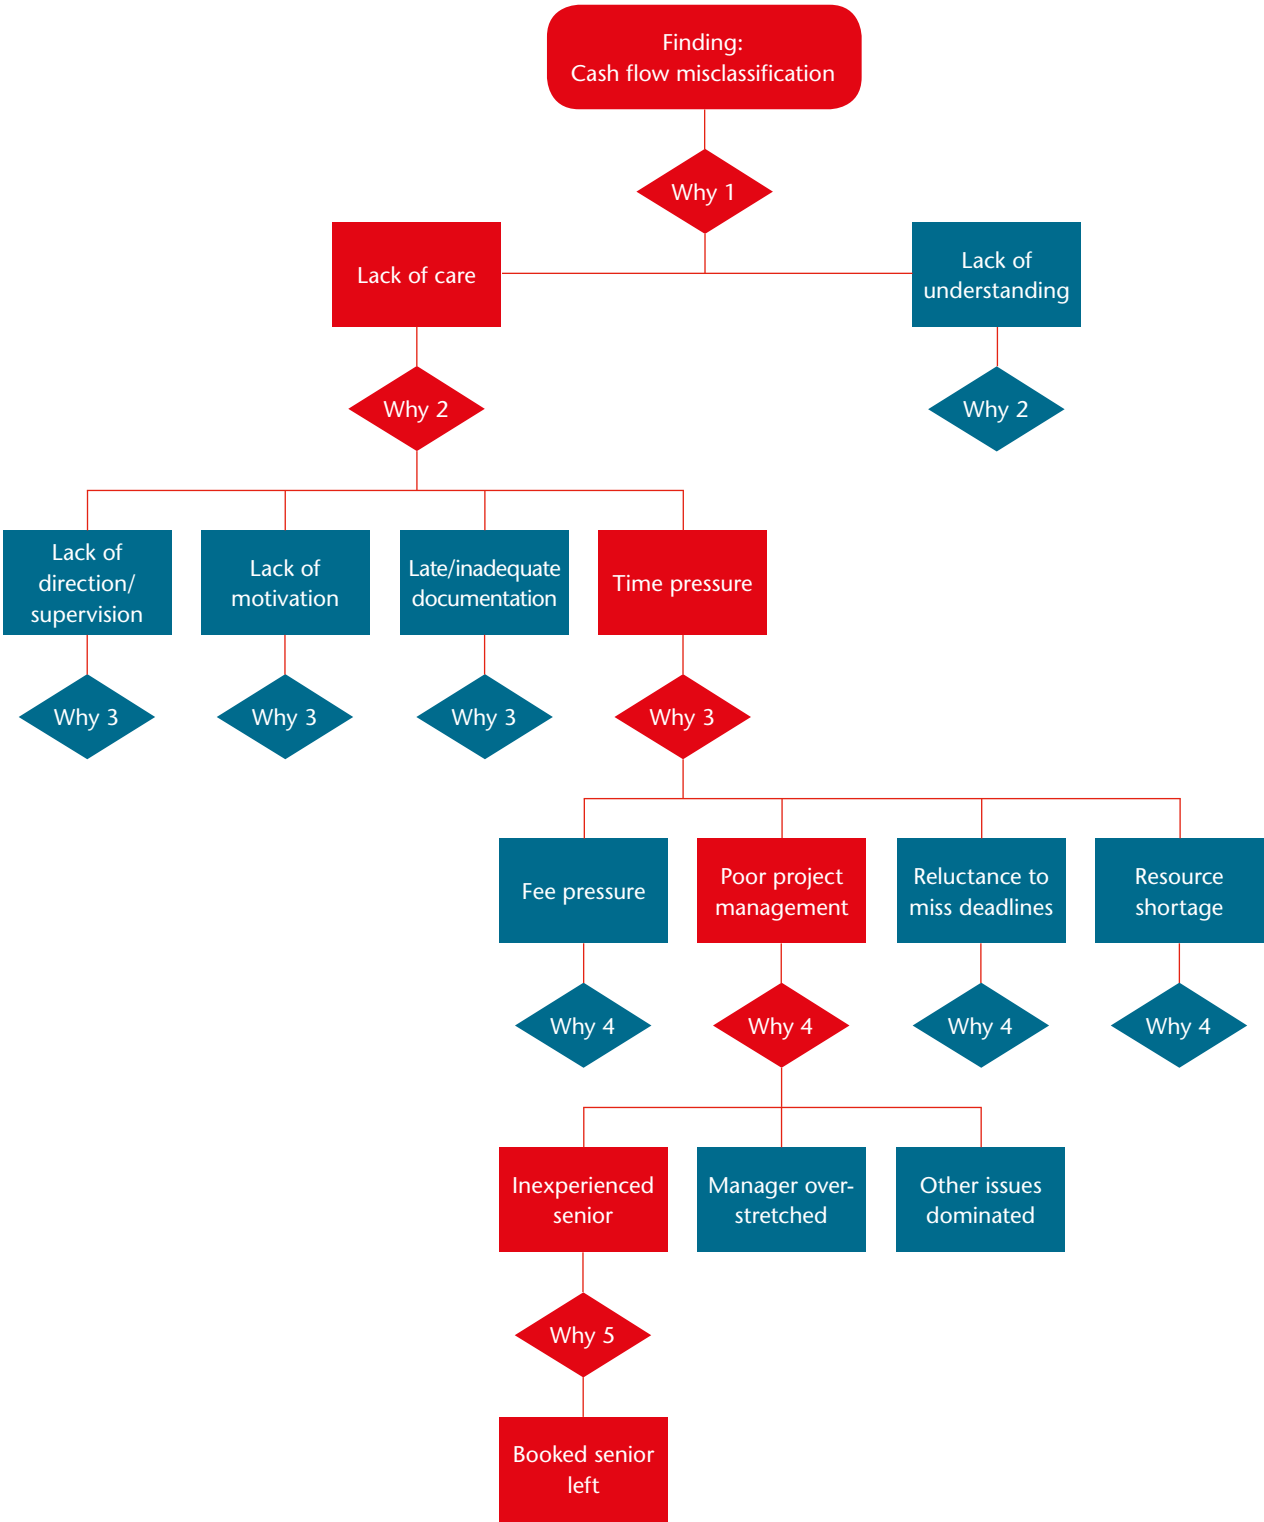 Finding:
Cash flow misclassification
Why 1
Lack of care
Lack of
understanding
Why 2
Why 2
Lack of
direction/
supervision
Lack of
motivation
Late/inadequate
documentation
Time pressure
Why 3
Why 3
Why 3
Why 3
Fee pressure
Poor project
management
Reluctance to
miss deadlines
Resource
shortage
Why 4
Why 4
Why 4
Why 4
Inexperienced
senior
Manager over-
stretched
Other issues
dominated
Why 5
Booked senior
left